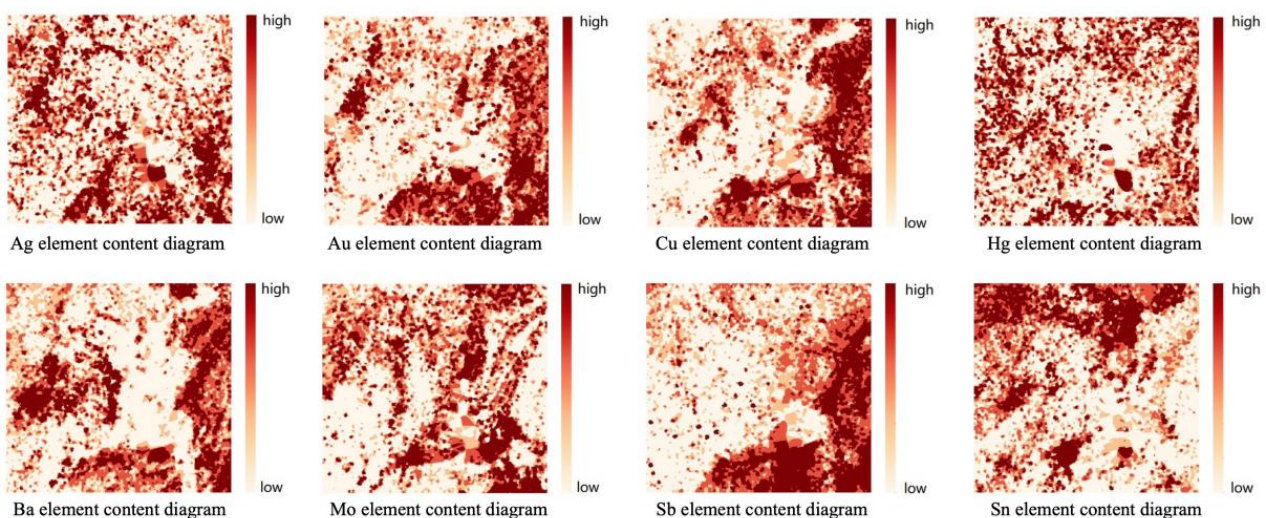 high
high
high
high
low
low
low
low
Ag element content diagram
Au element content diagram
Cu element content diagram
Hg element content diagram
high
high
high
high
low
low
low
low
Ba element content diagram
Mo element content diagram
Sb element content diagram
Sn element content diagram